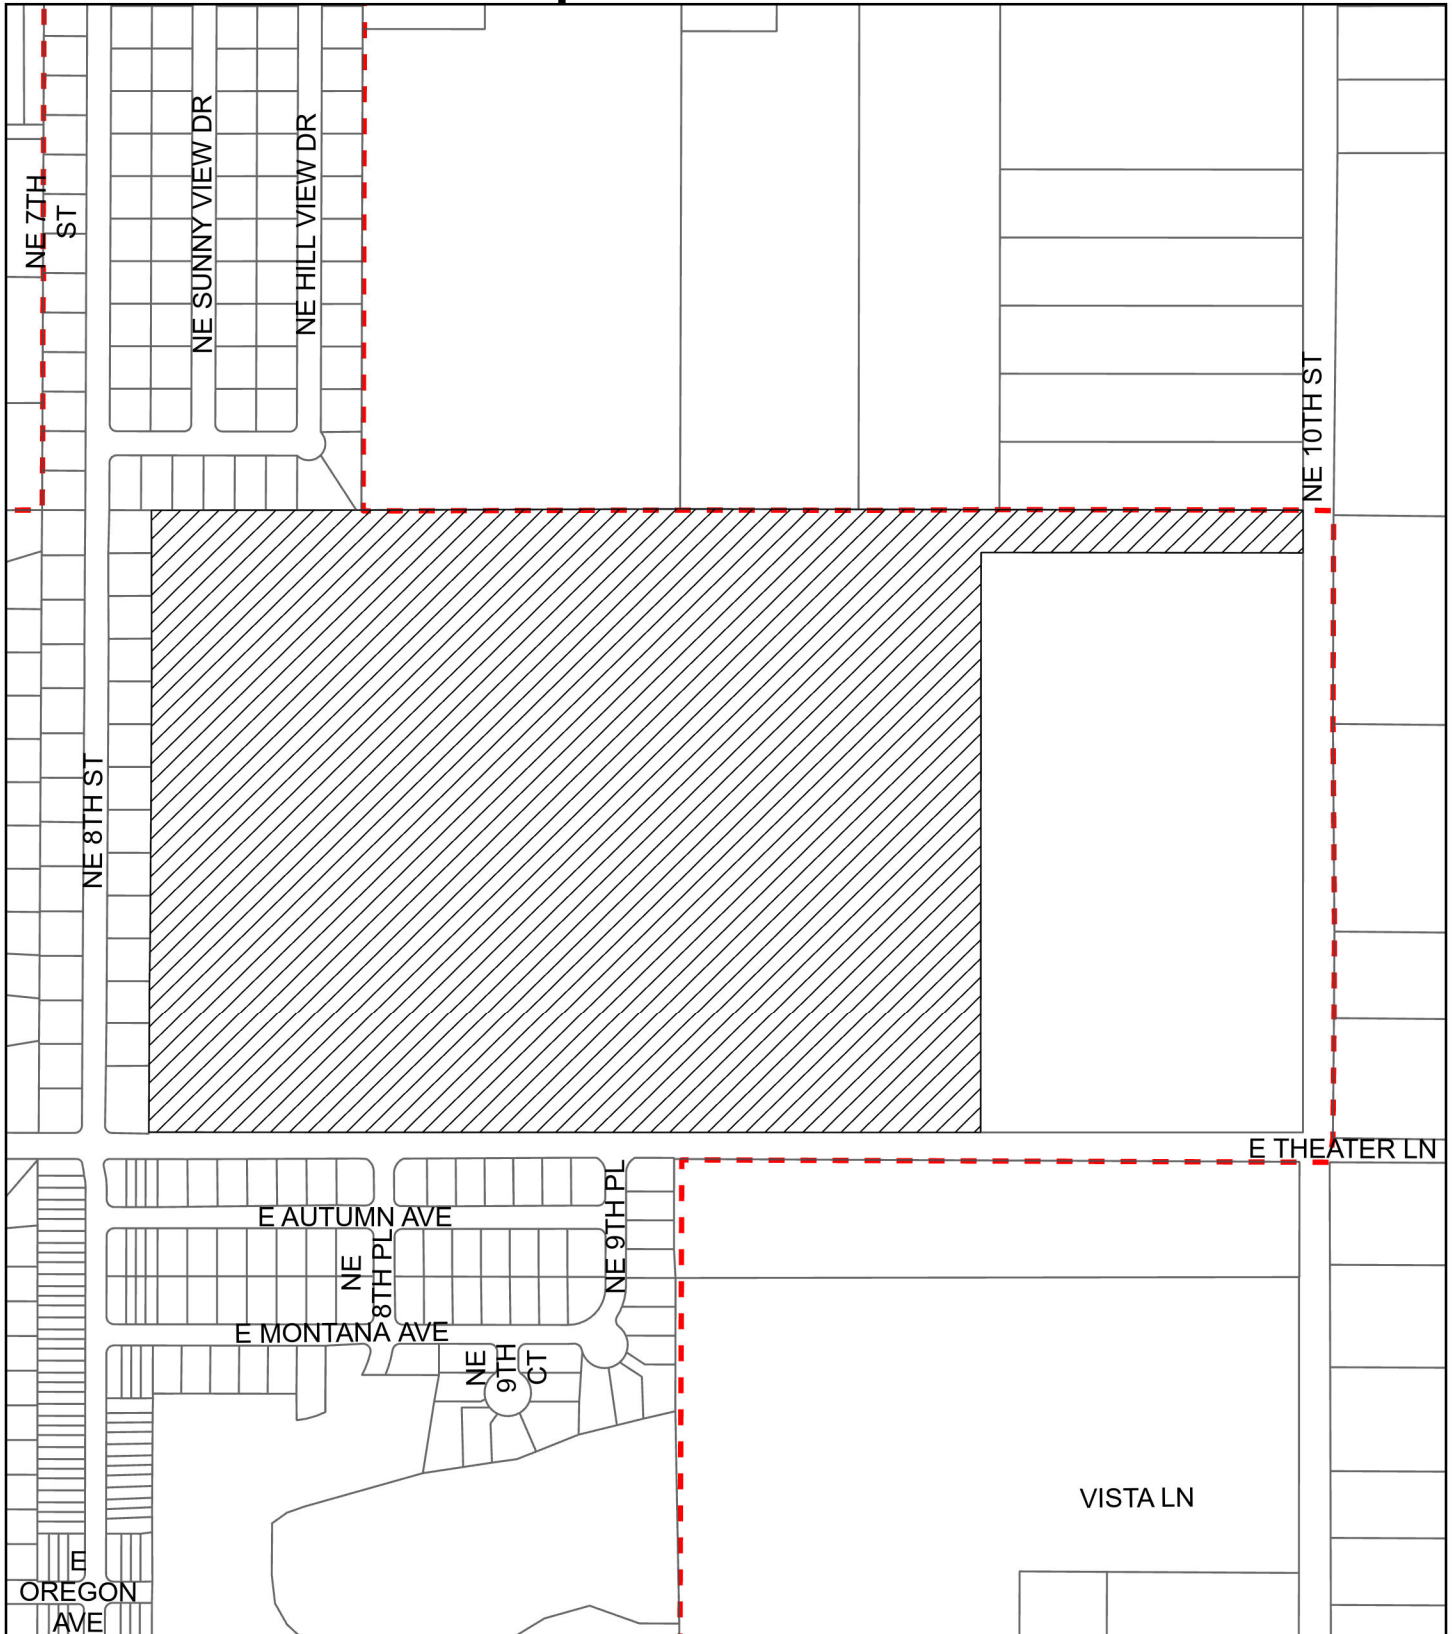 NE 7TH
ST
NE SUNNY VIEW DR
NE HILL VIEW DR
NE 10TH ST
NE 8TH ST
E THEATER LN
E AUTUMN AVE
NE
8TH PL
NE 9TH PL
E MONTANA AVE
NE
9TH
CT
VISTA LN
E
OREGON
AVE